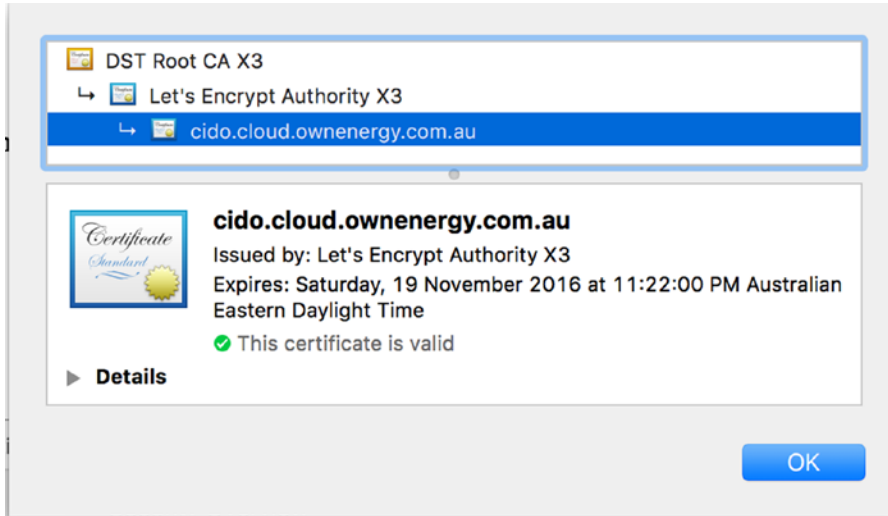 DST Root CA X3
↳ Let's Encrypt Authority X3
↳ cido.cloud.ownenergy.com.au
Certificate
Standard
cido.cloud.ownenergy.com.au
Issued by: Let's Encrypt Authority X3
Expires: Saturday, 19 November 2016 at 11:22:00 PM Australian
Eastern Daylight Time
This certificate is valid
Details
OK